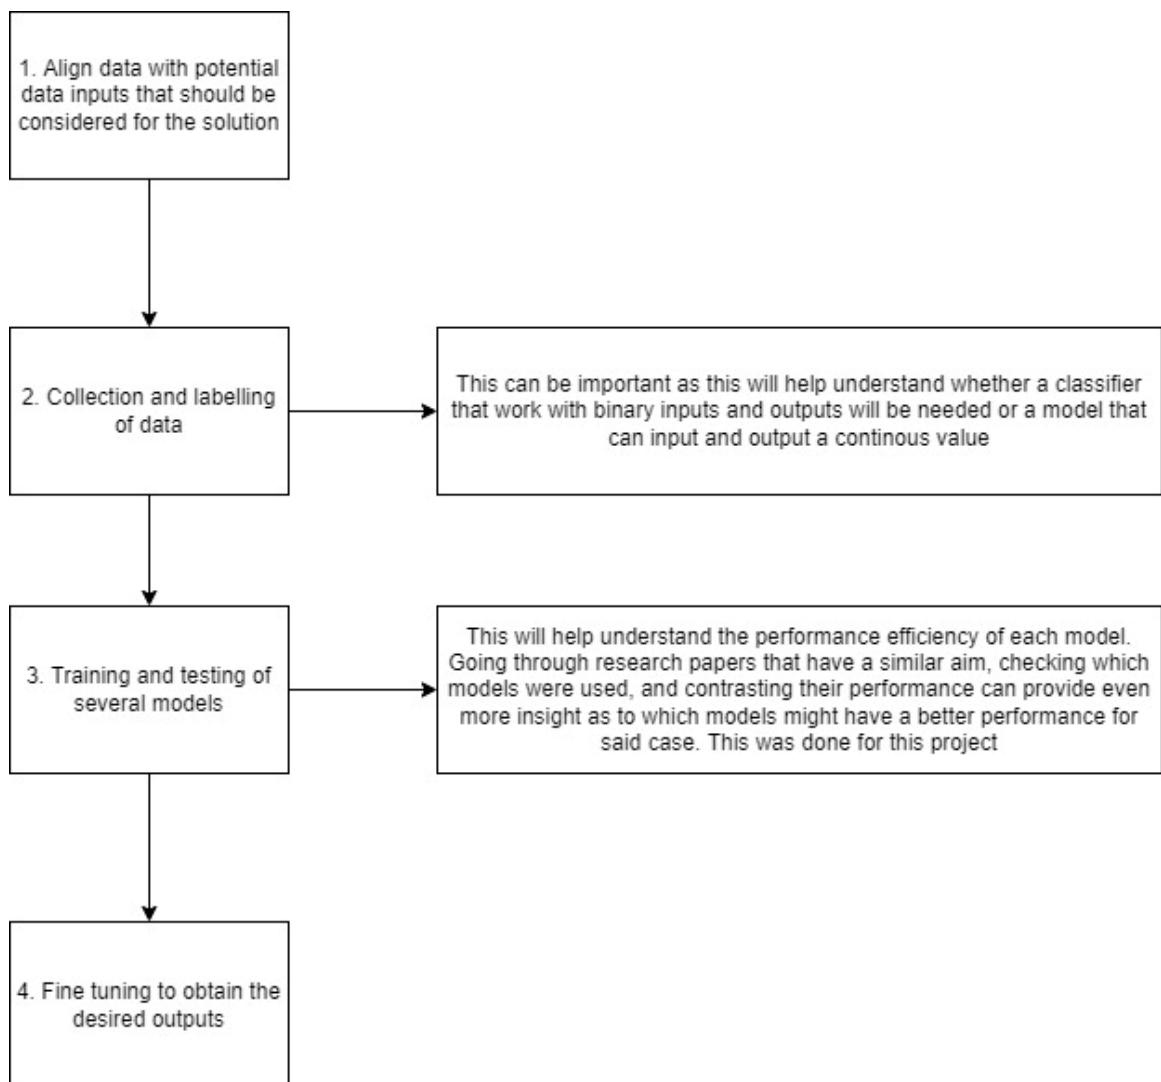 1. Align data with potential
data inputs that should be
considered for the solution
2. Collection and labelling
of data
This can be important as this will help understand whether a classifier
that work with binary inputs and outputs will be needed or a model that
can input and output a continous value
3. Training and testing of
several models
This will help understand the performance efficiency of each model.
Going through research papers that have a similar aim, checking which
models were used, and contrasting their performance can provide even
more insight as to which models might have a better performance for
said case. This was done for this project
4. Fine tuning to obtain the
desired outputs